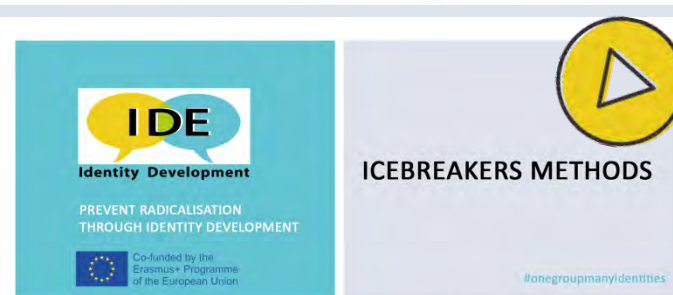 IDE
Identity Development
PREVENT RADICALISATION
THROUGH IDENTITY DEVELOPMENT
Co-funded by the
Erasmus+ Programme
of the European Union
ICEBREAKERS METHODS
#onegroupmanyidentities